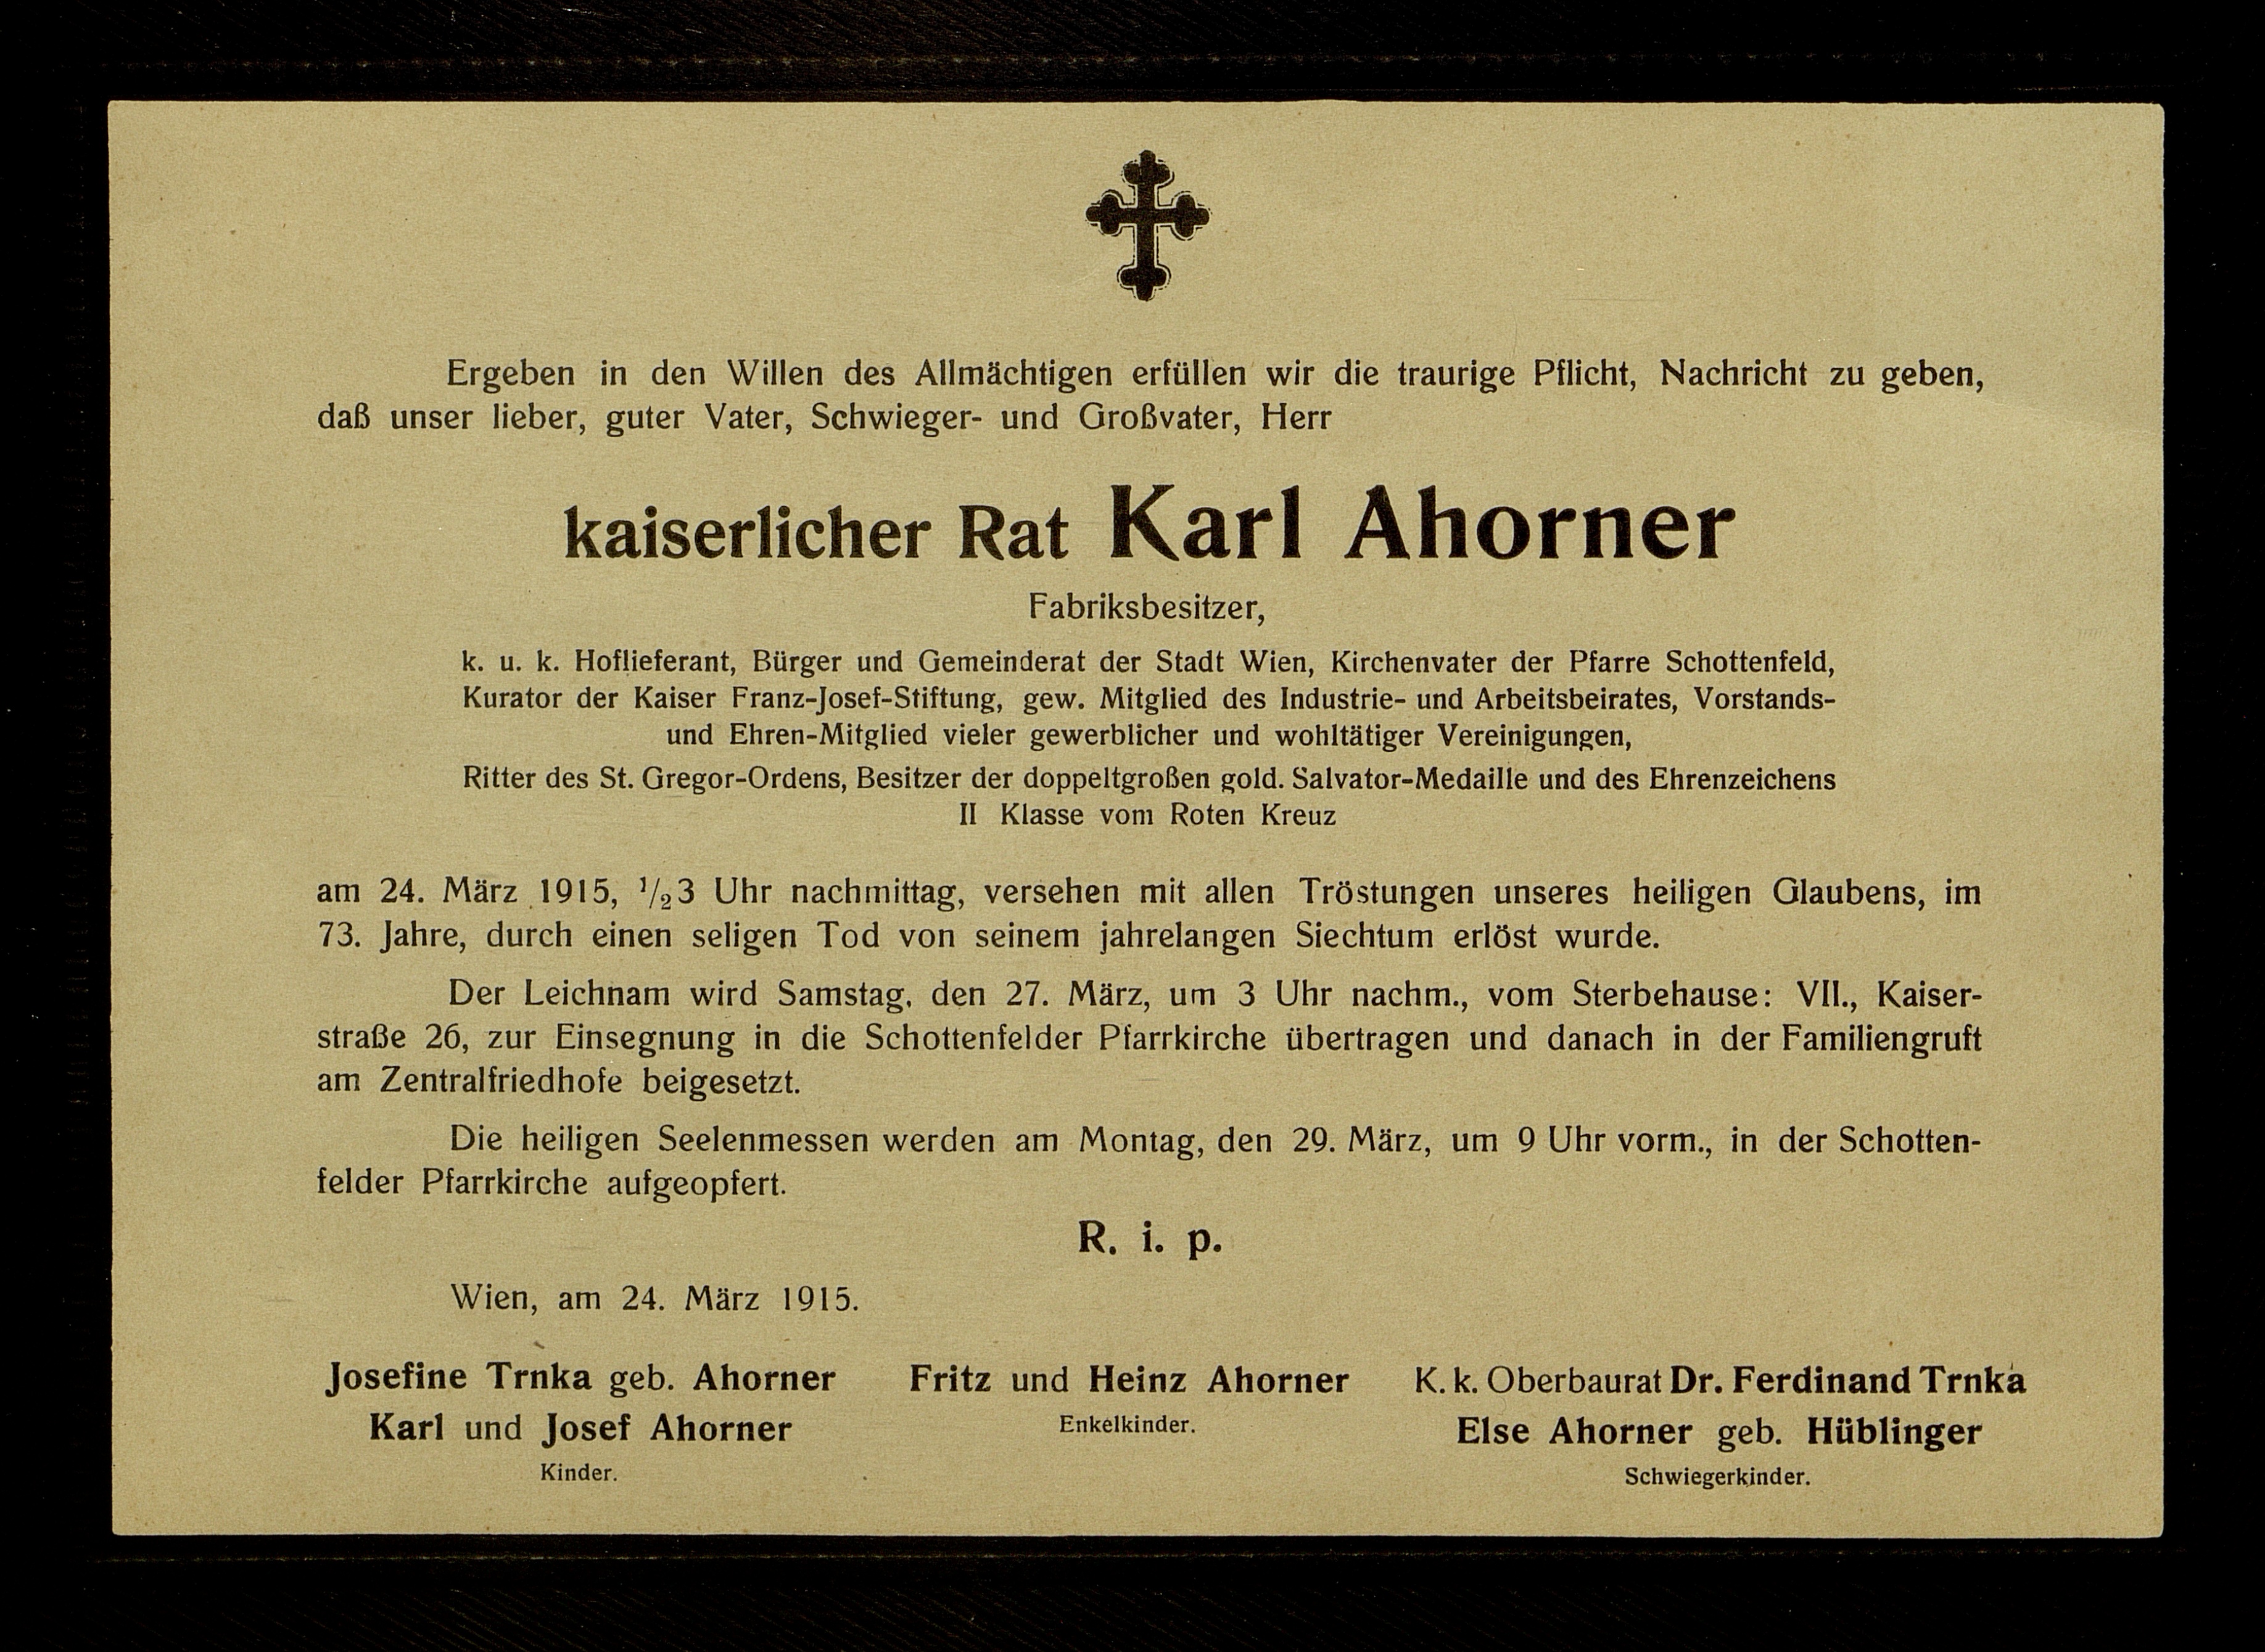 Ergeben in den Willen des Allmächtigen erfüllen wir die traurige Pflicht, Nachricht zu geben,
daß unser lieber, guter Vater, Schwieger- und Großvater, Herr
kaiserlicher Rat Karl Ahorner
Fabriksbesitzer,
k. u. k. Hoflieferant, Bürger und Gemeinderat der Stadt Wien, Kirchenvater der Pfarre Schottenfeld,
Kurator der Kaiser Franz-Josef-Stiftung, gew. Mitglied des Industrie- und Arbeitsbeirates, Vorstands-
und Ehren-Mitglied vieler gewerblicher und wohltätiger Vereinigungen,
Ritter des St. Gregor-Ordens, Besitzer der doppeltgroßen gold. Salvator-Medaille und des Ehrenzeichens
II Klasse vom Roten Kreuz
am 24. März 1915, 1/2 3 Uhr nachmittag, versehen mit allen Tröstungen unseres heiligen Glaubens, im
73. Jahre, durch einen seligen Tod von seinem jahrelangen Siechtum erlöst wurde.
Der Leichnam wird Samstag, den 27. März, um 3 Uhr nachm., vom Sterbehause: VII., Kaiser-
straße 26, zur Einsegnung in die Schottenfelder Pfarrkirche übertragen und danach in der Familiengruft
am Zentralfriedhofe beigesetzt.
Die heiligen Seelenmessen werden am Montag, den 29. März, um 9 Uhr vorm., in der Schotten-
felder Pfarrkirche aufgeopfert.
R. i. p.
Wien, am 24. März 1915.
Josefine Trnka geb. Ahorner
Karl und Josef Ahorner
Kinder.
Fritz und Heinz Ahorner
Enkelkinder.
K. k. Oberbaurat Dr. Ferdinand Trnka
Else Ahorner geb. Hüblinger
Schwiegerkinder.